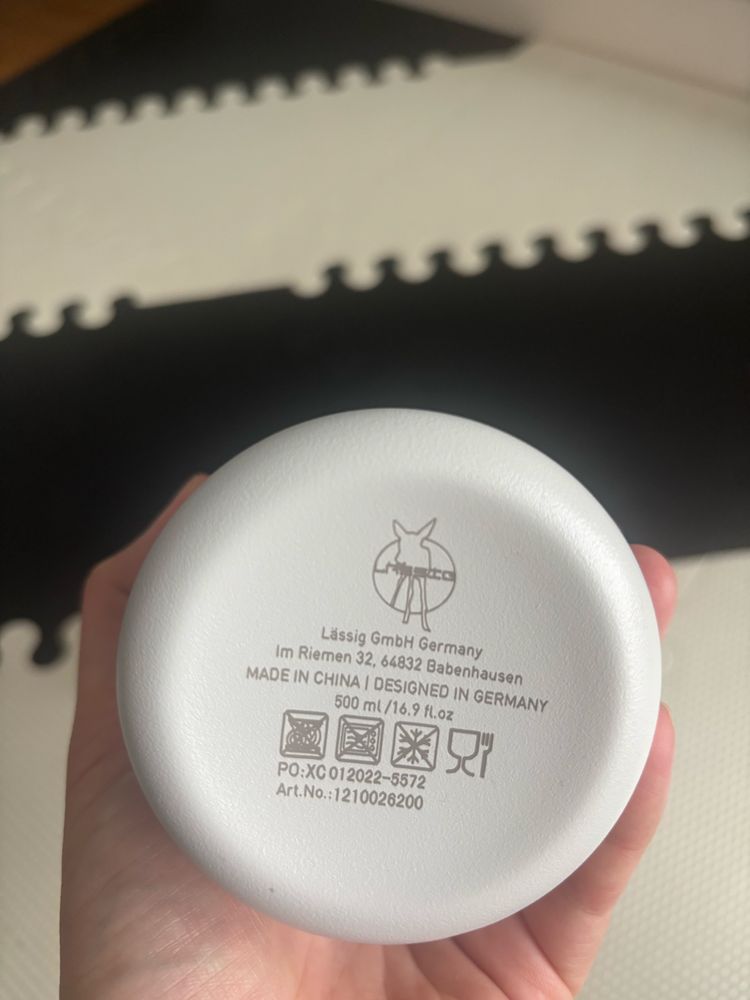 LÄSSIG
Lässig GmbH Germany
Im Riemen 32, 64832 Babenhausen
MADE IN CHINA | DESIGNED IN GERMANY
500 ml/16.9 fl.oz
PO:XC 012022-5572
Art.No.:1210026200